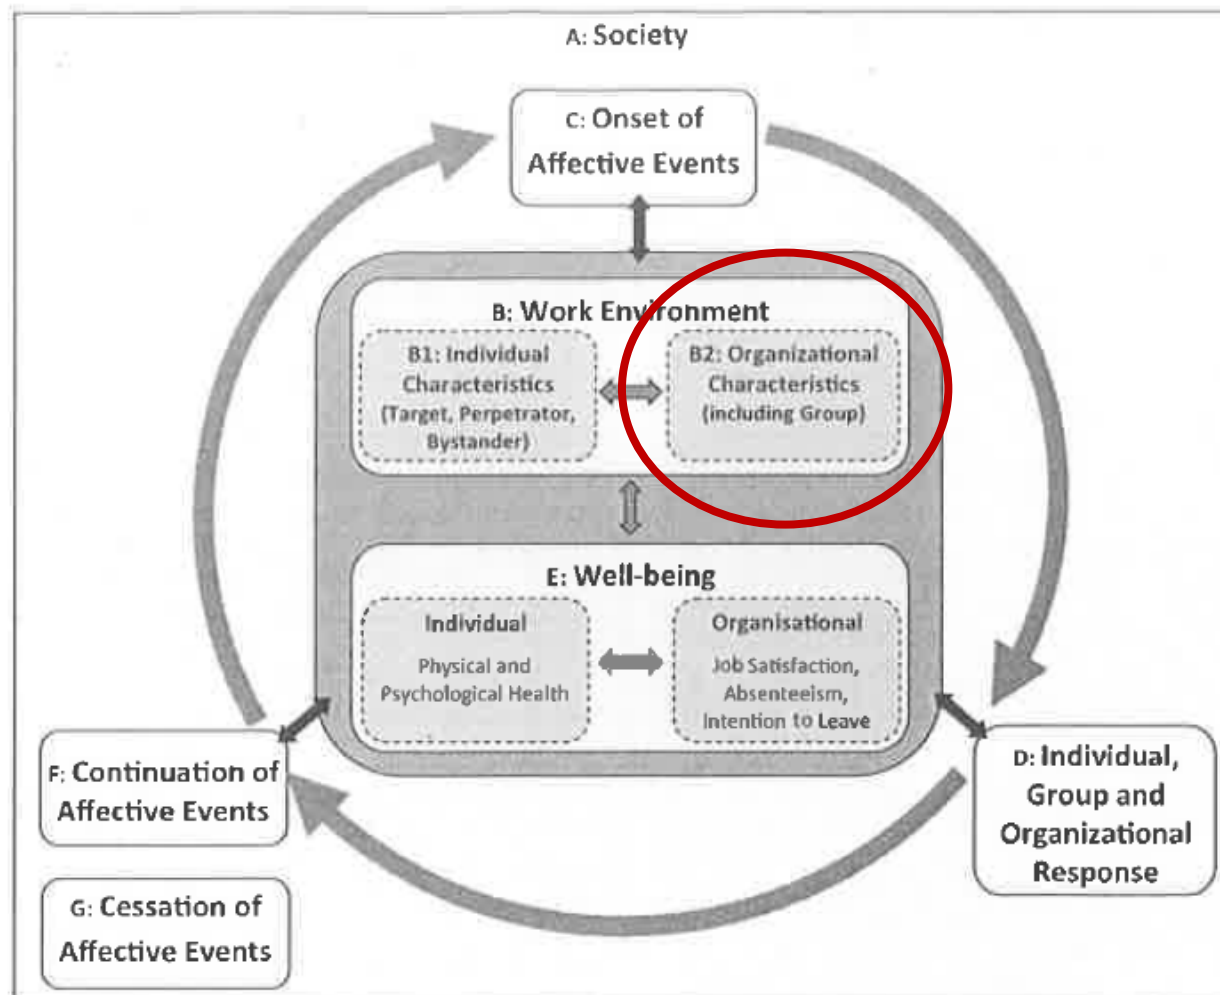 A: Society
C: Onset of
Affective Events
B: Work Environment
B1: Individual
Characteristics
(Target, Perpetrator,
Bystander)
B2: Organizational
Characteristics
(including Group)
E: Well-being
Individual
Physical and
Psychological Health
Organisational
Job Satisfaction,
Absenteeism,
Intention to Leave
F: Continuation of
Affective Events
D: Individual,
Group and
Organizational
Response
G: Cessation of
Affective Events